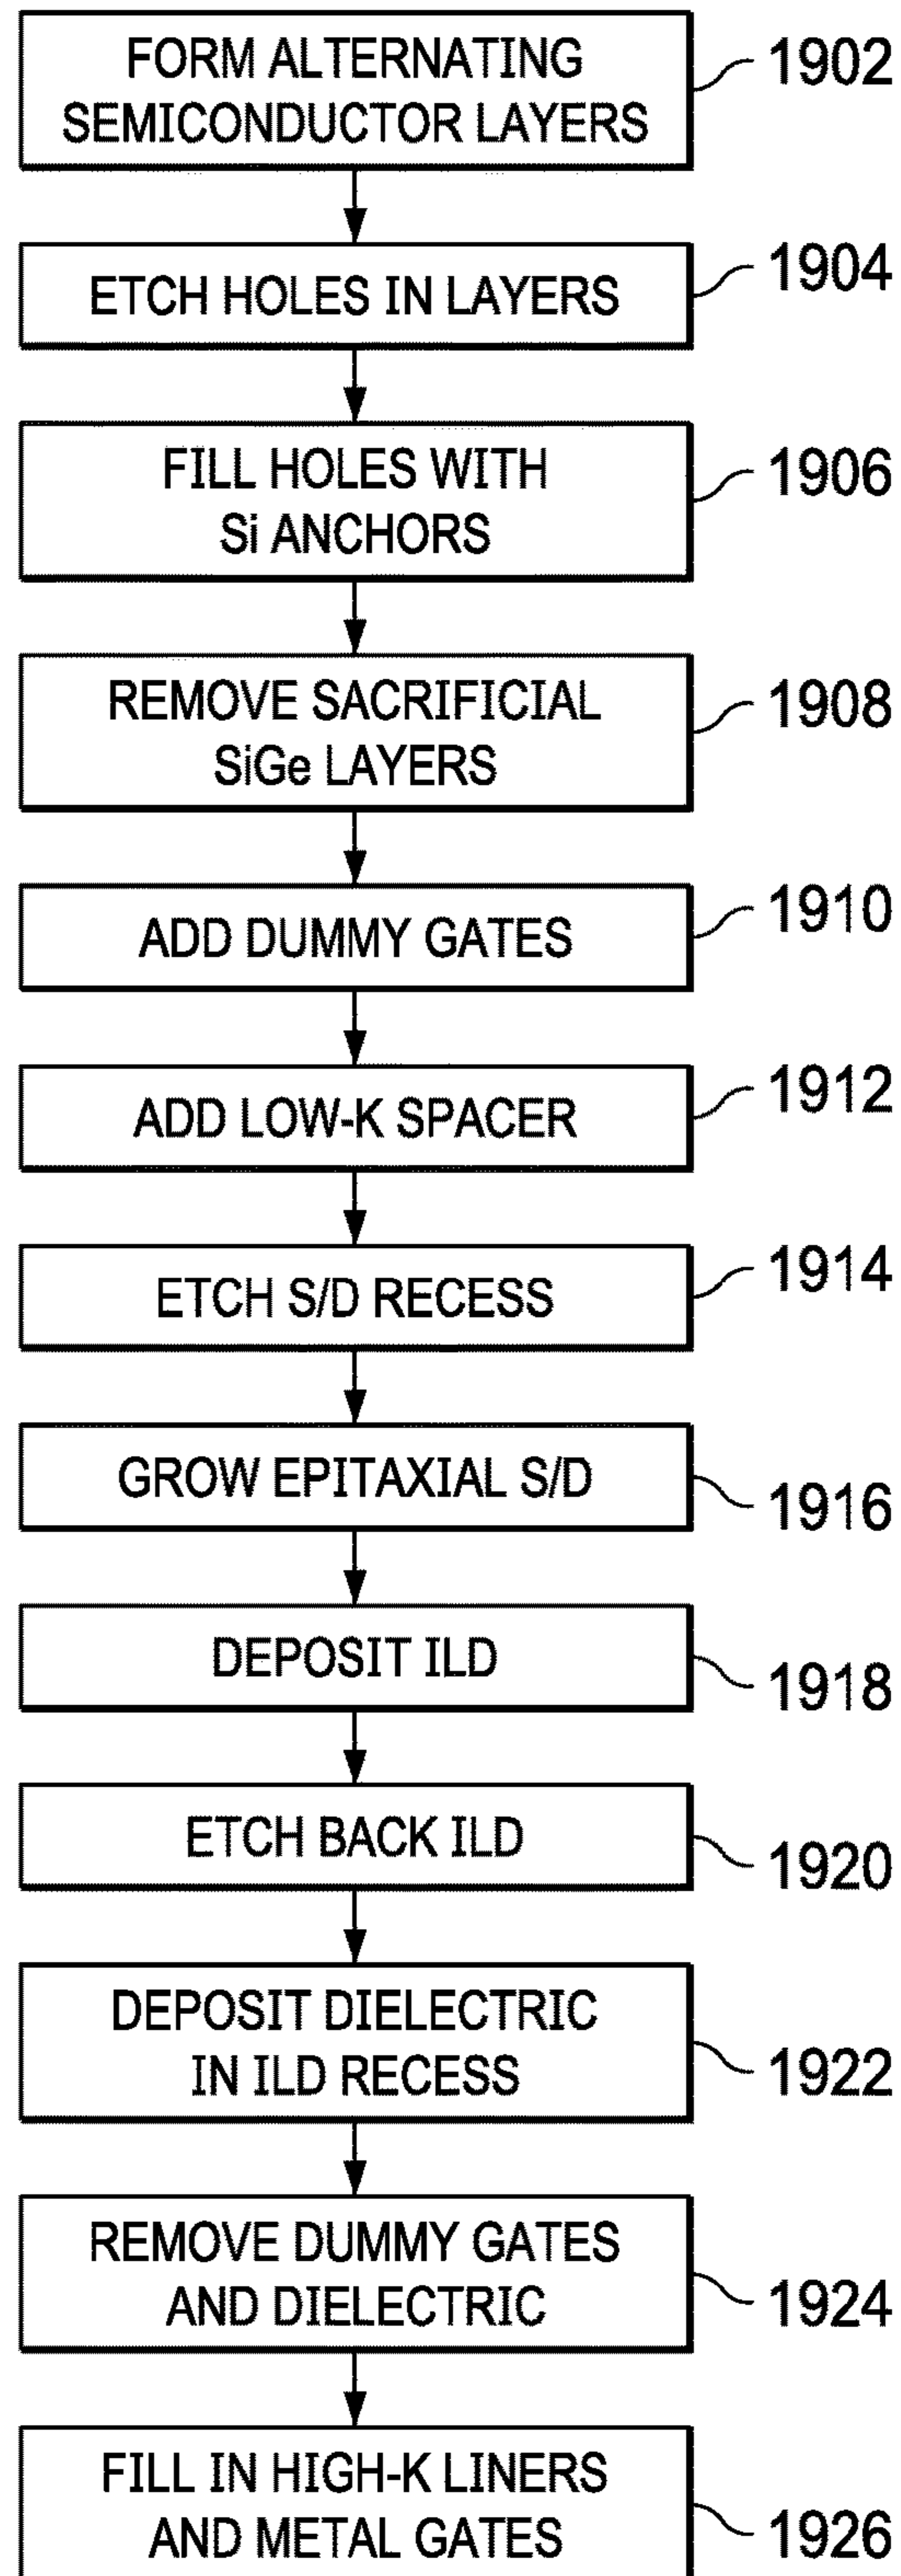 FORM ALTERNATING
SEMICONDUCTOR LAYERS
1902
ETCH HOLES IN LAYERS
1904
FILL HOLES WITH
Si ANCHORS
1906
REMOVE SACRIFICIAL
SiGe LAYERS
1908
ADD DUMMY GATES
1910
ADD LOW-K SPACER
1912
ETCH S/D RECESS
1914
GROW EPITAXIAL S/D
1916
DEPOSIT ILD
1918
ETCH BACK ILD
1920
DEPOSIT DIELECTRIC
IN ILD RECESS
1922
REMOVE DUMMY GATES
AND DIELECTRIC
1924
FILL IN HIGH-K LINERS
AND METAL GATES
1926